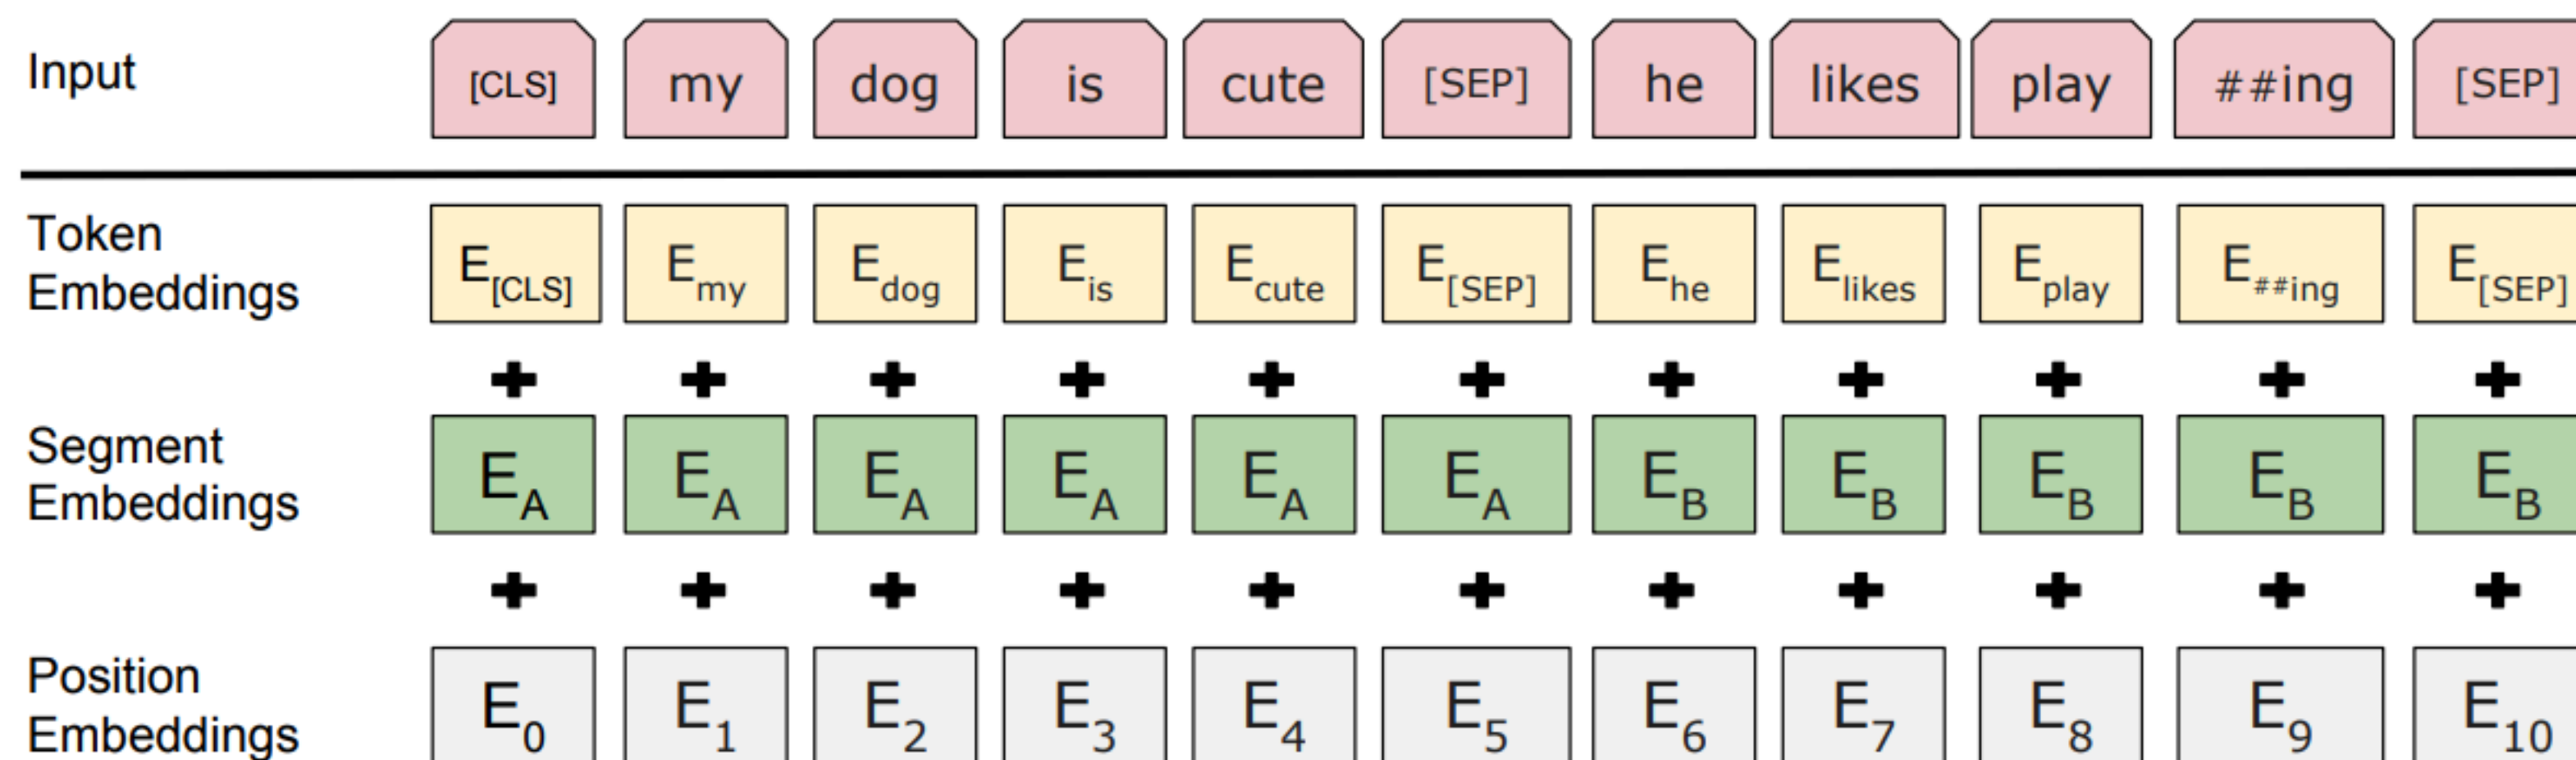 Input [CLS] my dog is cute [SEP] he likes play ##ing [SEP]
Token
Embeddings E[CLS] Emy Edog Eis Ecute E[SEP] Ehe Elikes Eplay E##ing E[SEP]
+ + + + + + + + + + +
Segment
Embeddings EA EA EA EA EA EA EB EB EB EB EB
+ + + + + + + + + + +
Position
Embeddings E0 E1 E2 E3 E4 E5 E6 E7 E8 E9 E10